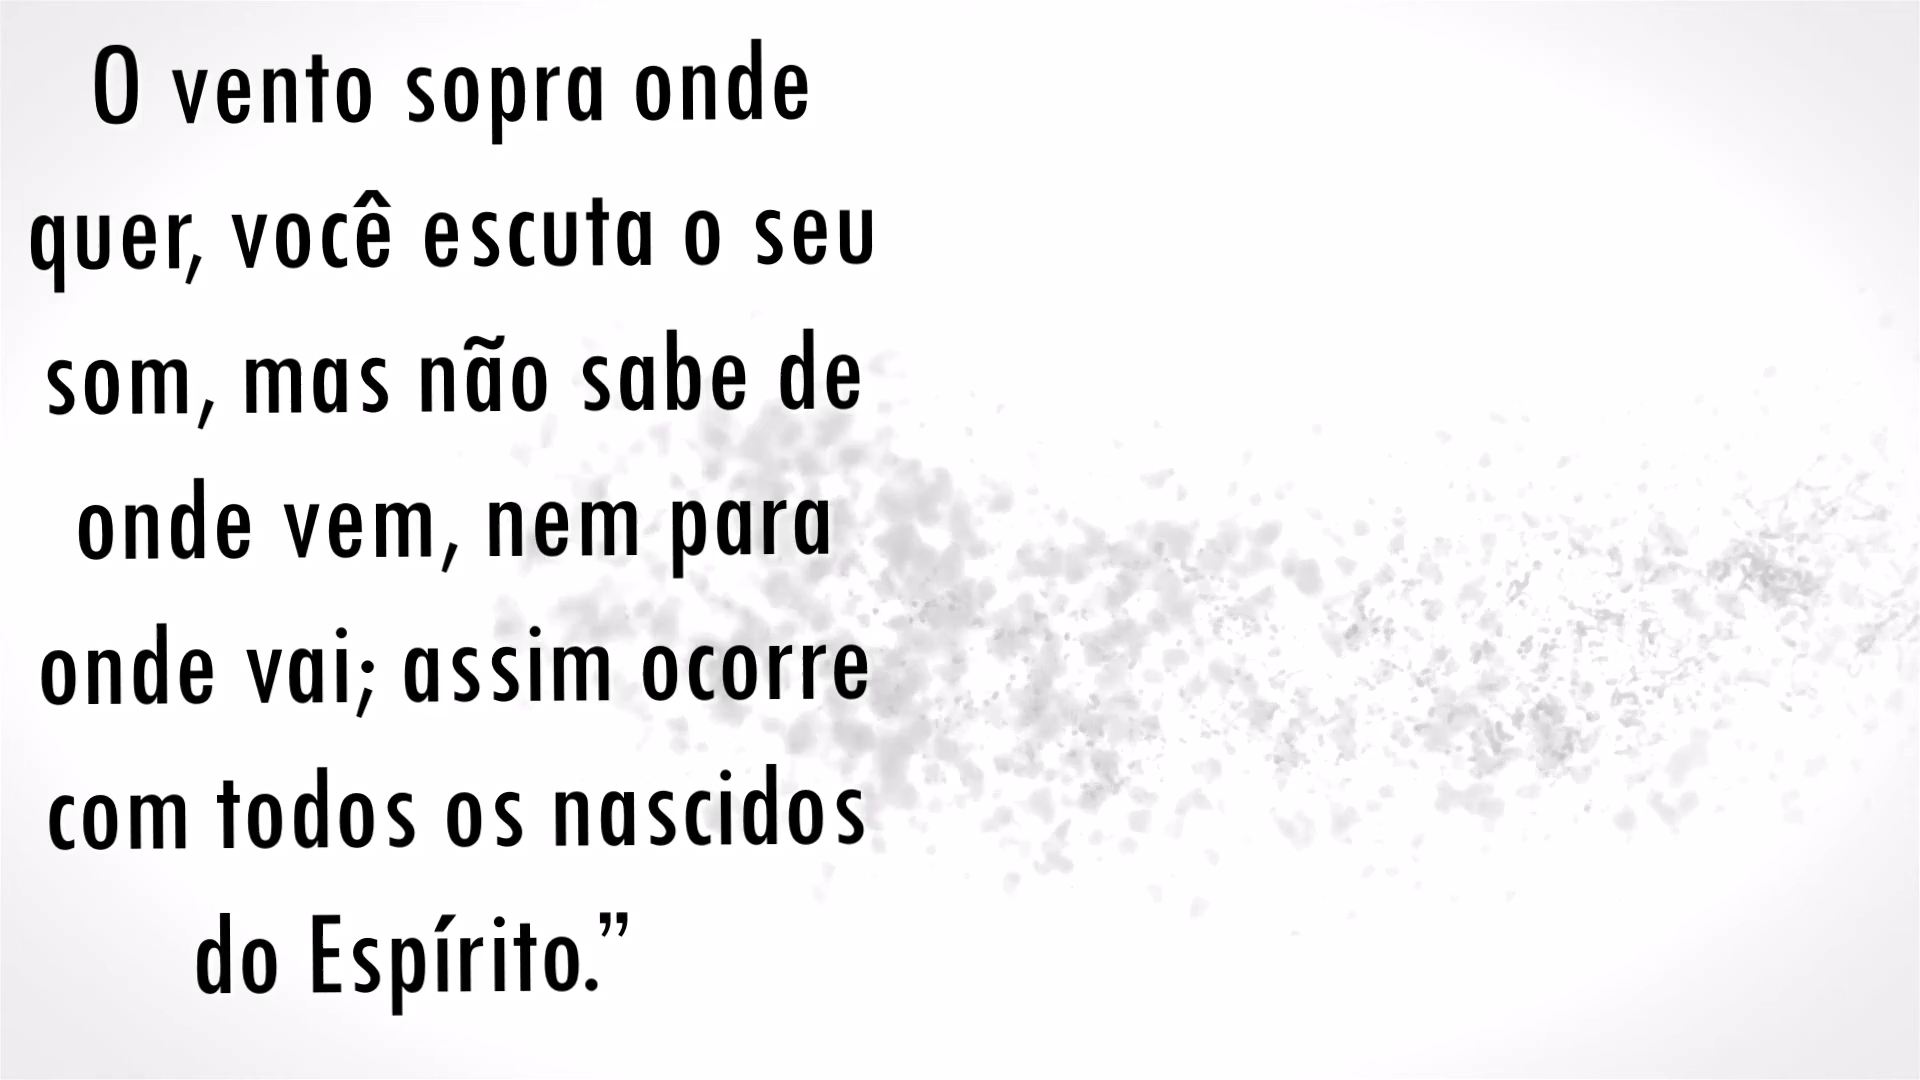 O vento sopra onde
quer, você escuta o seu
som, mas não sabe de
onde vem, nem para
onde vai; assim ocorre
com todos os nascidos
do Espírito.”